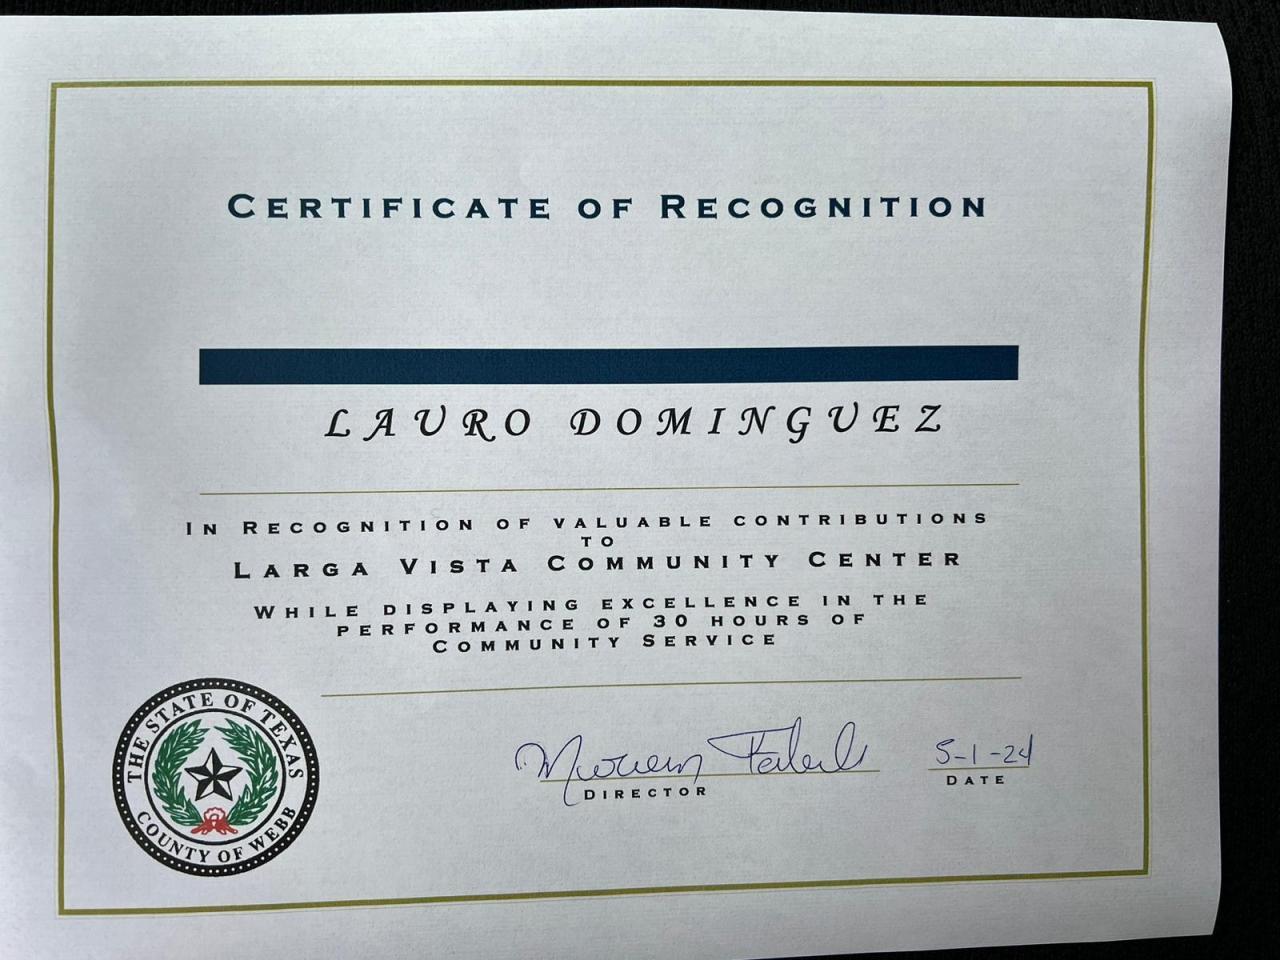 CERTIFICATE OF RECOGNITION
LAURO DOMINGUEZ
IN RECOGNITION OF VALUABLE CONTRIBUTIONS
TO
LARGA VISTA COMMUNITY CENTER
WHILE DISPLAYING EXCELLENCE IN THE
PERFORMANCE OF 30 HOURS OF
COMMUNITY SERVICE
THE STATE OF TEXAS
COUNTY OF WEBB
5-1-24
DIRECTOR
DATE